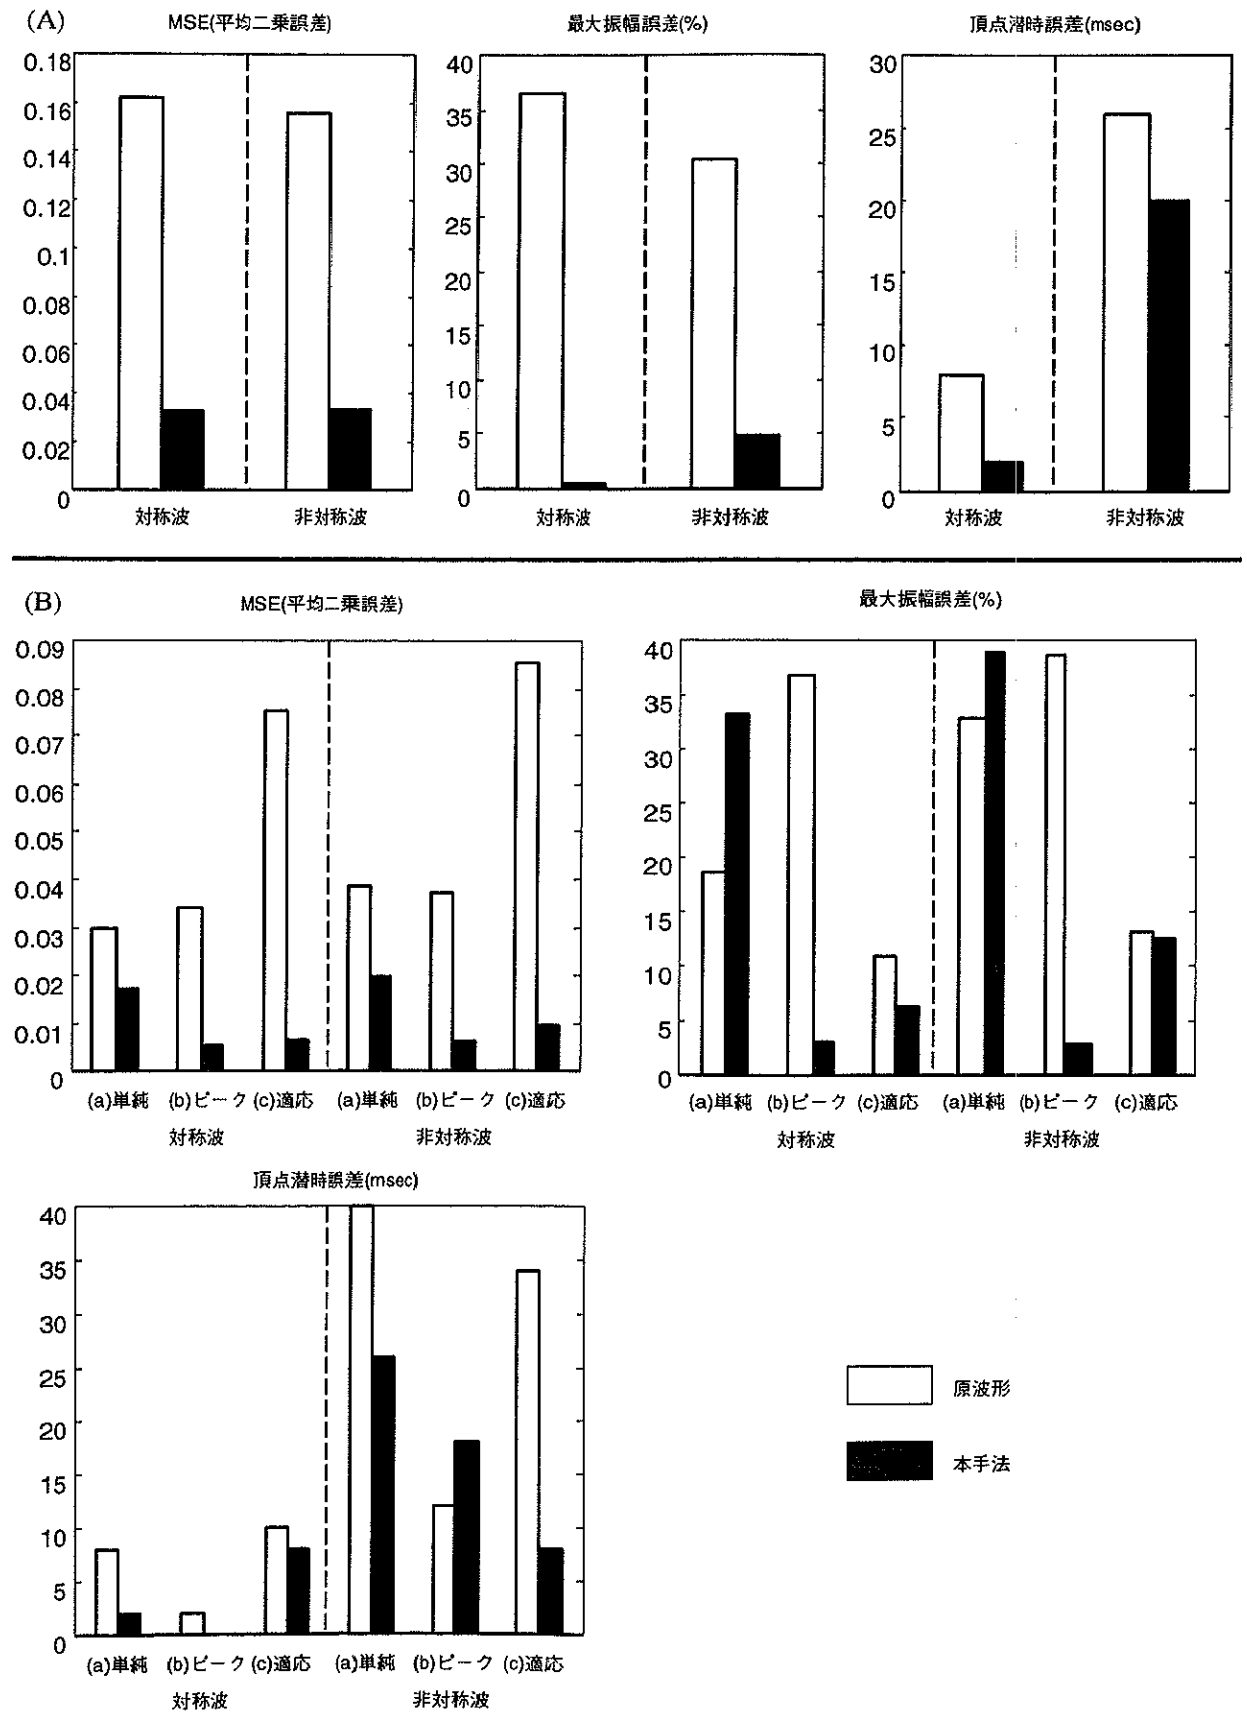 (A)
MSE(平均二乗誤差)
0.18
0.16
0.14
0.12
0.1
0.08
0.06
0.04
0.02
0
対称波 非対称波
最大振幅誤差(%)
40
35
30
25
20
15
10
5
0
対称波 非対称波
頂点潜時誤差(msec)
30
25
20
15
10
5
0
対称波 非対称波
(B)
MSE(平均二乗誤差)
0.09
0.08
0.07
0.06
0.05
0.04
0.03
0.02
0.01
0
(a)単純 (b)ピーク (c)適応 (a)単純 (b)ピーク (c)適応
対称波 非対称波
最大振幅誤差(%)
40
35
30
25
20
15
10
5
0
(a)単純 (b)ピーク (c)適応 (a)単純 (b)ピーク (c)適応
対称波 非対称波
頂点潜時誤差(msec)
40
35
30
25
20
15
10
5
0
(a)単純 (b)ピーク (c)適応 (a)単純 (b)ピーク (c)適応
対称波 非対称波
原波形
本手法